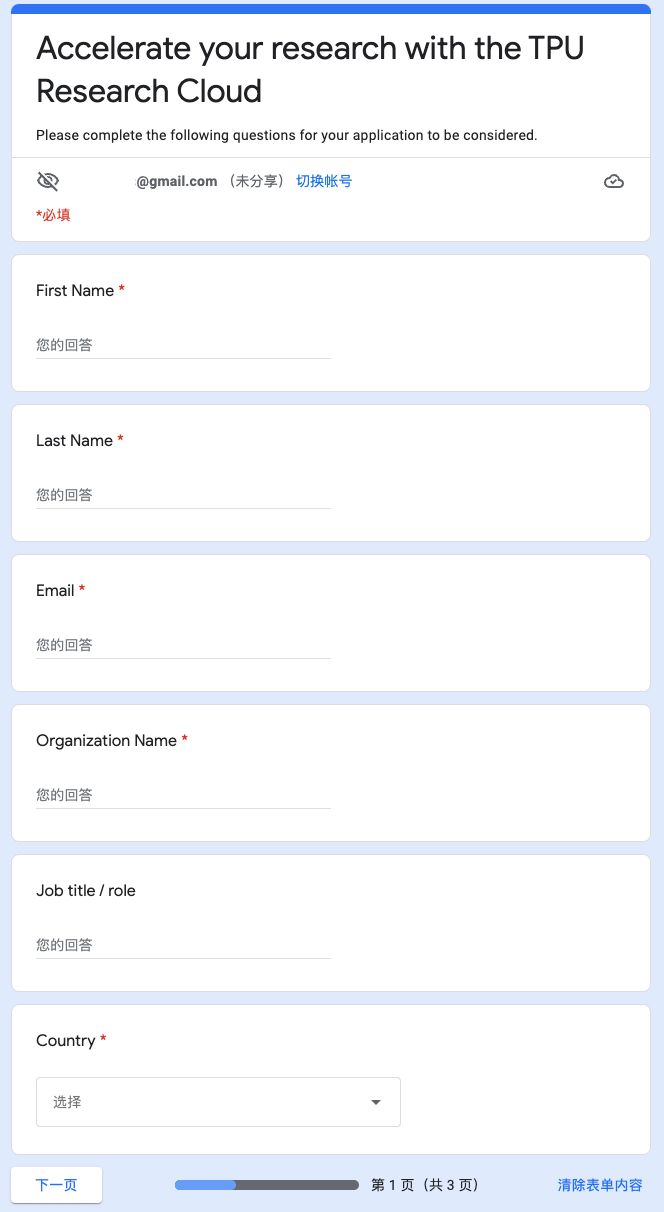 Accelerate your research with the TPU
Research Cloud
Please complete the following questions for your application to be considered.
@gmail.com （未分享） 切换帐号
*必填
First Name *
您的回答
Last Name *
您的回答
Email *
您的回答
Organization Name *
您的回答
Job title / role
您的回答
Country *
选择
下一页 第 1 页（共 3 页） 清除表单内容